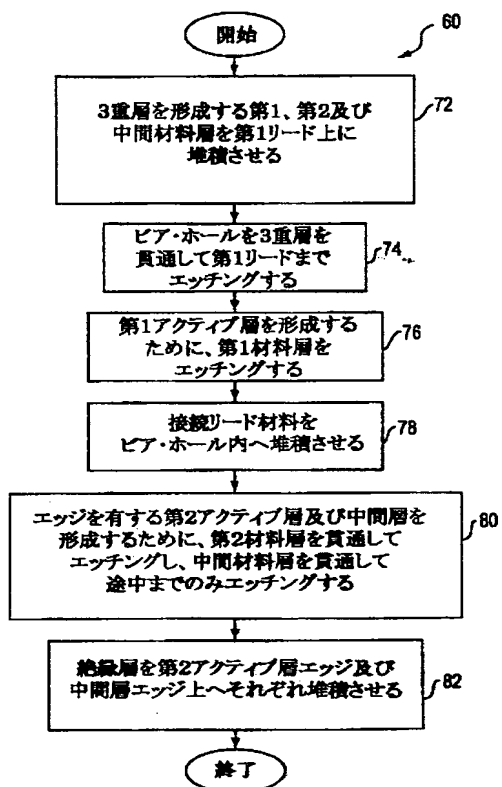 開始
60
3重層を形成する第1、第2及び
中間材料層を第1リード上に
堆積させる
72
ビア・ホールを3重層を
貫通して第1リードまで
エッチングする
74
第1アクティブ層を形成する
ために、第1材料層を
エッチングする
76
接続リード材料を
ビア・ホール内へ堆積させる
78
エッジを有する第2アクティブ層及び中間層を
形成するために、第2材料層を貫通して
エッチングし、中間材料層を貫通して
途中までのみエッチングする
80
絶縁層を第2アクティブ層エッジ及び
中間層エッジ上へそれぞれ堆積させる
82
終了